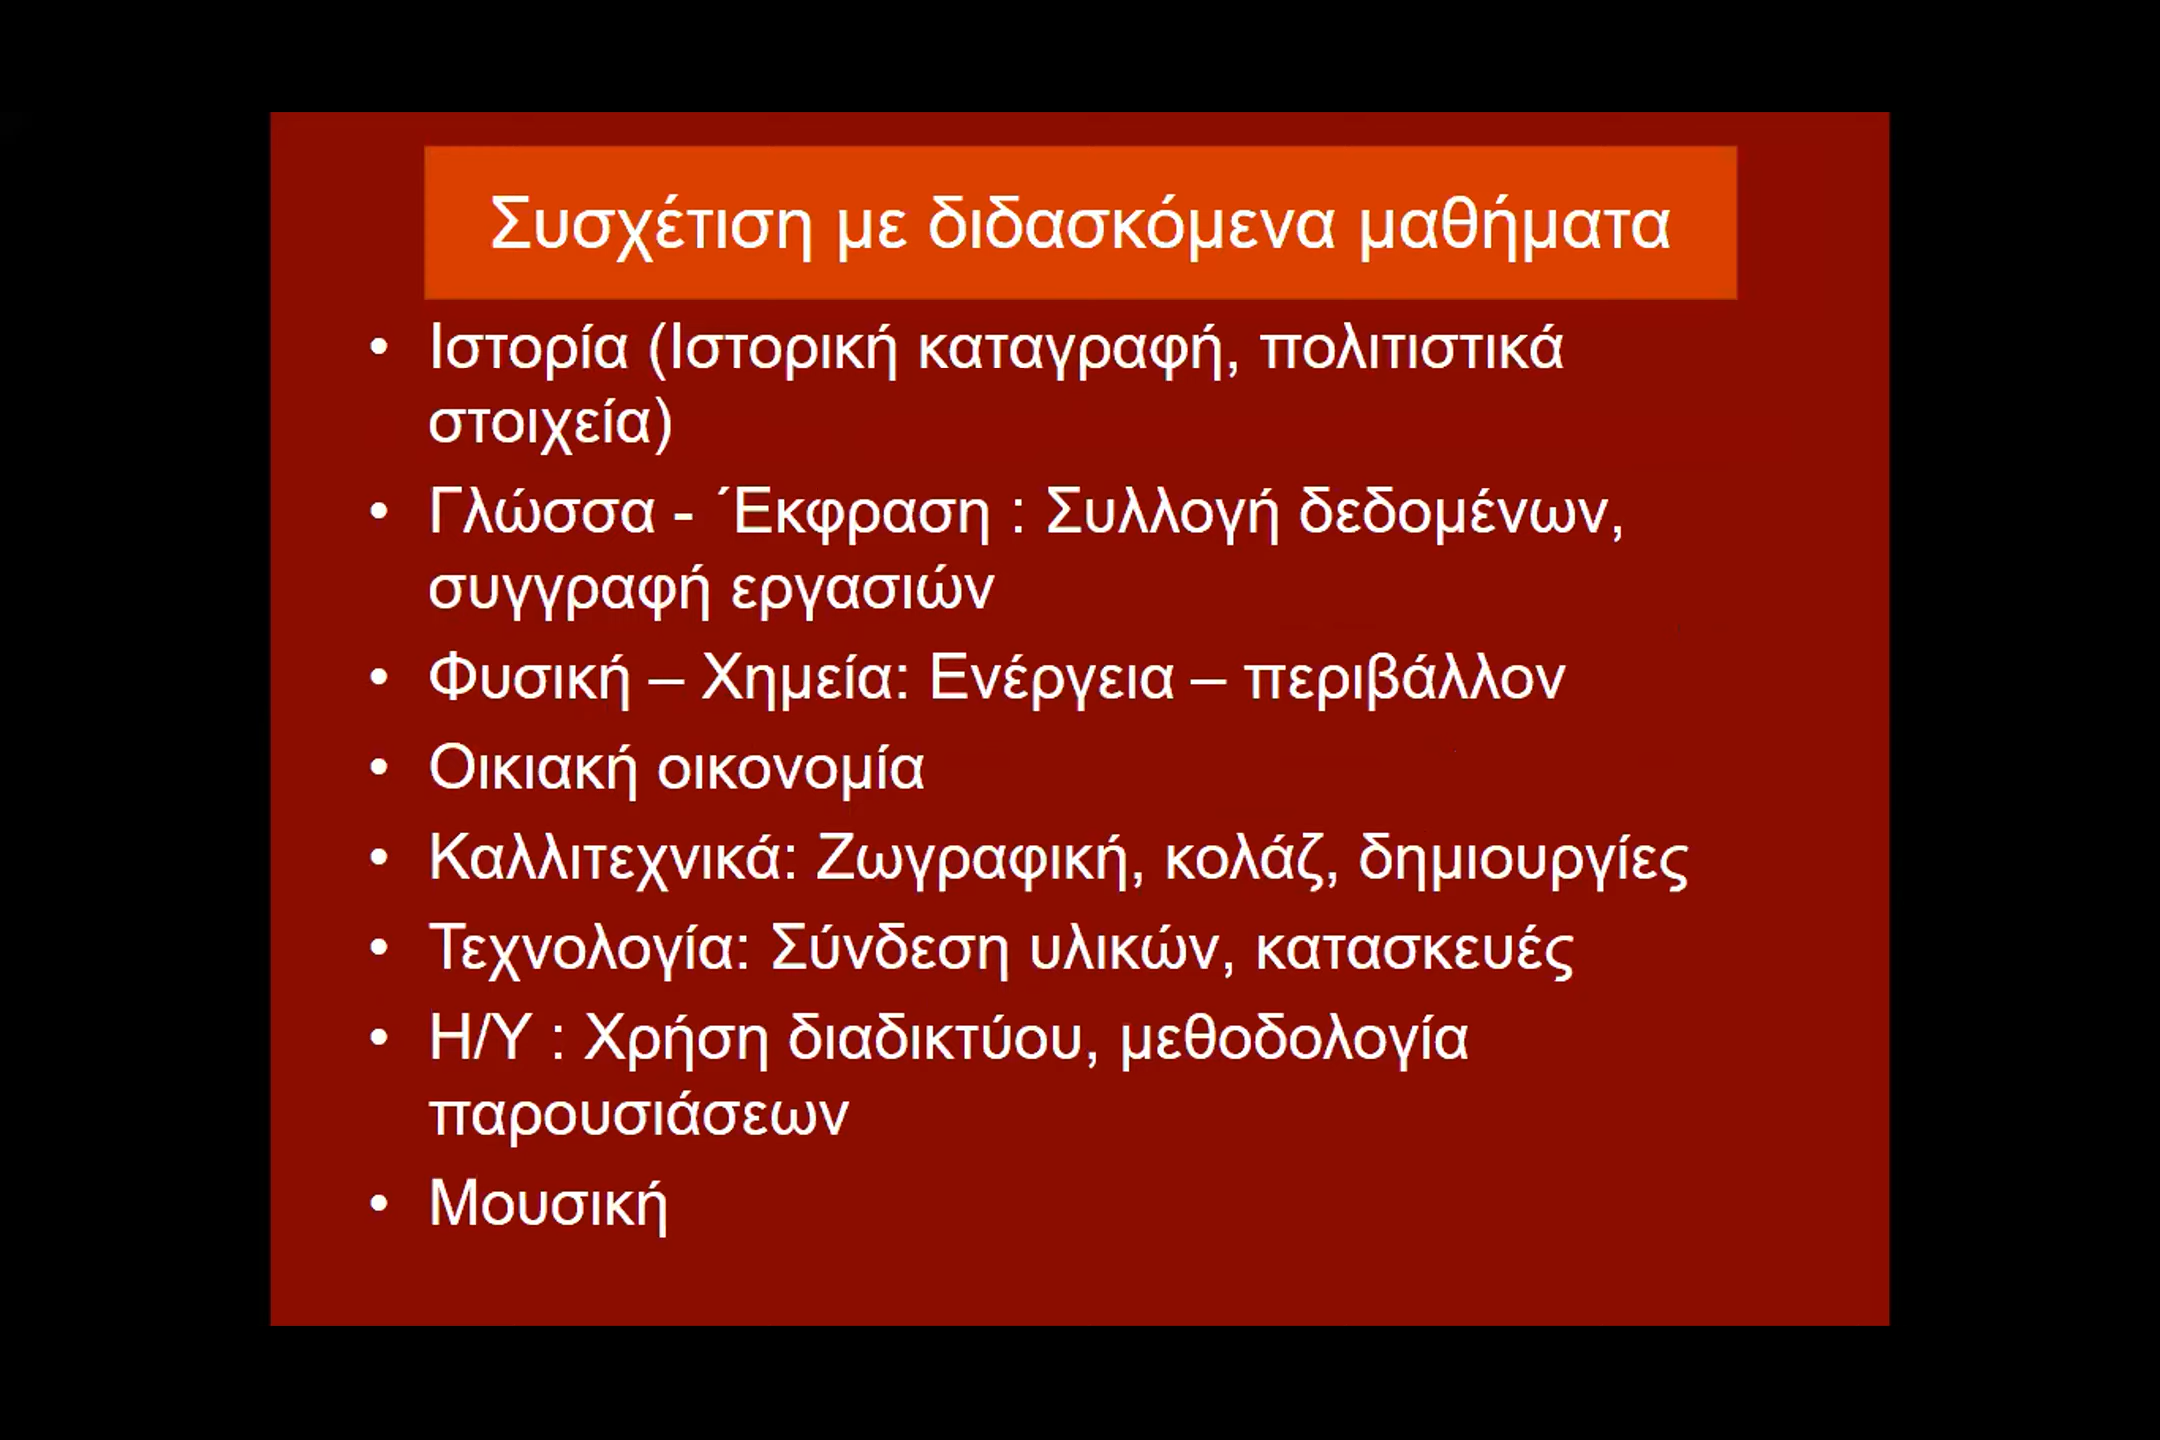 Συσχέτιση με διδασκόμενα μαθήματα
• Ιστορία (Ιστορική καταγραφή, πολιτιστικά
στοιχεία)
• Γλώσσα - ΄Εκφραση : Συλλογή δεδομένων,
συγγραφή εργασιών
• Φυσική – Χημεία: Ενέργεια – περιβάλλον
• Οικιακή οικονομία
• Καλλιτεχνικά: Ζωγραφική, κολάζ, δημιουργίες
• Τεχνολογία: Σύνδεση υλικών, κατασκευές
• Η/Υ : Χρήση διαδικτύου, μεθοδολογία
παρουσιάσεων
• Μουσική